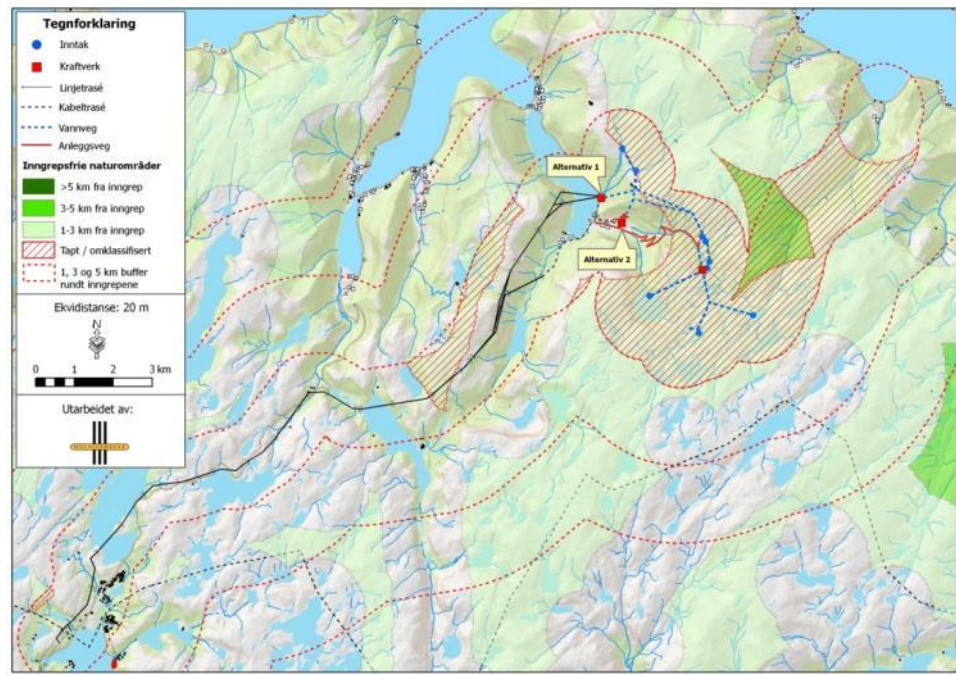 Tegnforklaring
Inntak
Kraftverk
Linjetrasé
Kabeltrasé
Vannveg
Anleggsveg
Inngrepsfrie naturområder
>5 km fra inngrep
3-5 km fra inngrep
1-3 km fra inngrep
Tapt / omklassifisert
1, 3 og 5 km buffer
rundt inngrepene
Ekvidistanse: 20 m
N
0 1 2 3 km
Utarbeidet av:
Alternativ 1
Alternativ 2